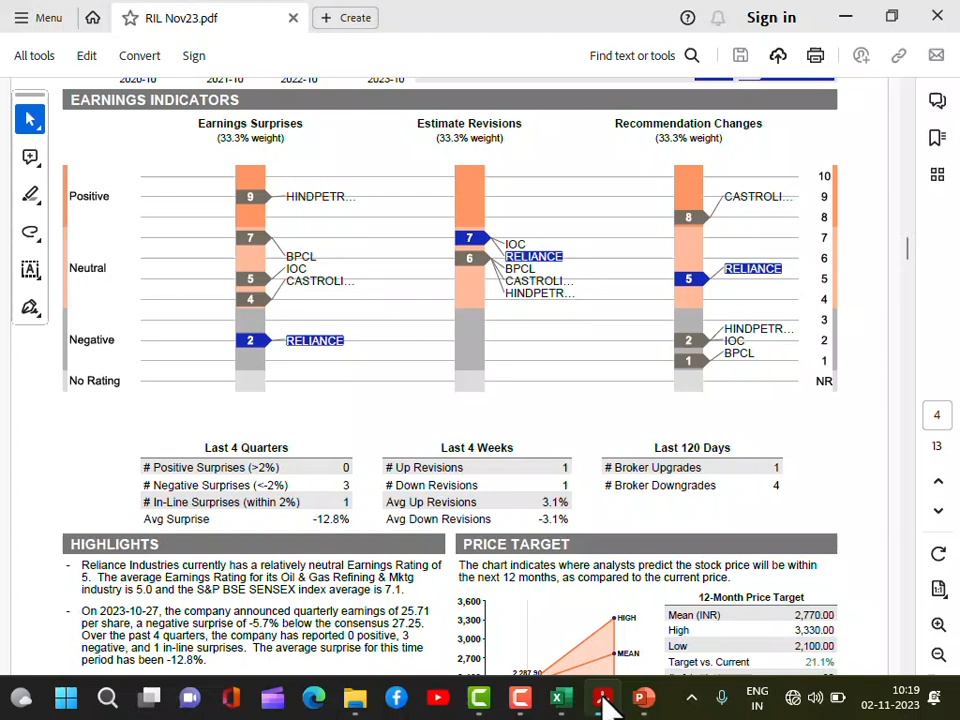 Menu
RIL Nov23.pdf
Create
Sign in
All tools
Edit
Convert
Sign
Find text or tools
2020-10 2021-10 2022-10 2023-10
EARNINGS INDICATORS
Earnings Surprises
(33.3% weight)
Estimate Revisions
(33.3% weight)
Recommendation Changes
(33.3% weight)
Positive
Neutral
Negative
No Rating
9 HINDPETR...
7 BPCL
5 IOC
4 CASTROLI...
2 RELIANCE
7 IOC
RELIANCE
6 BPCL
CASTROLI...
HINDPETR...
8 CASTROLI...
5 RELIANCE
2 HINDPETR...
IOC
1 BPCL
10
9
8
7
6
5
4
3
2
1
NR
Last 4 Quarters
# Positive Surprises (>2%) 0
# Negative Surprises (<-2%) 3
# In-Line Surprises (within 2%) 1
Avg Surprise -12.8%
Last 4 Weeks
# Up Revisions 1
# Down Revisions 1
Avg Up Revisions 3.1%
Avg Down Revisions -3.1%
Last 120 Days
# Broker Upgrades 1
# Broker Downgrades 4
4
13
HIGHLIGHTS
- Reliance Industries currently has a relatively neutral Earnings Rating of
5. The average Earnings Rating for its Oil & Gas Refining & Mktg
industry is 5.0 and the S&P BSE SENSEX index average is 7.1.
- On 2023-10-27, the company announced quarterly earnings of 25.71
per share, a negative surprise of -5.7% below the consensus 27.25.
Over the past 4 quarters, the company has reported 0 positive, 3
negative, and 1 in-line surprises. The average surprise for this time
period has been -12.8%.
PRICE TARGET
The chart indicates where analysts predict the stock price will be within
the next 12 months, as compared to the current price.
3,600
3,300
3,000
2,700
HIGH
MEAN
2,287.90
12-Month Price Target
Mean (INR) 2,770.00
High 3,330.00
Low 2,100.00
Target vs. Current 21.1%
ENG
IN
10:19
02-11-2023